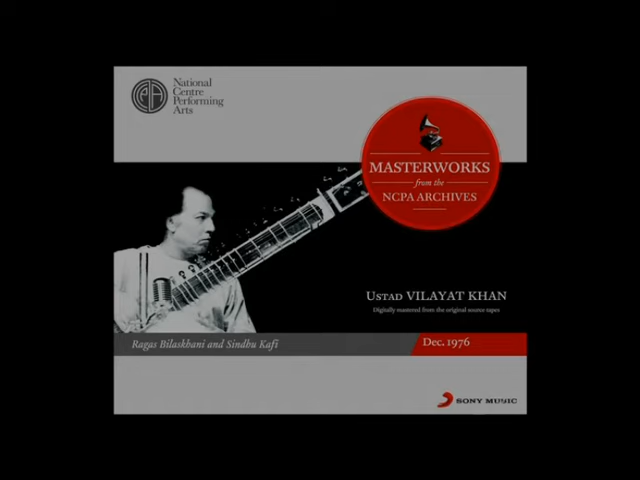 National
Centre
Performing
Arts
MASTERWORKS
from the
NCPA ARCHIVES
USTAD VILAYAT KHAN
Digitally mastered from the original source tapes
Ragas Bilaskhani and Sindhu Kafi
Dec. 1976
SONY MUSIC